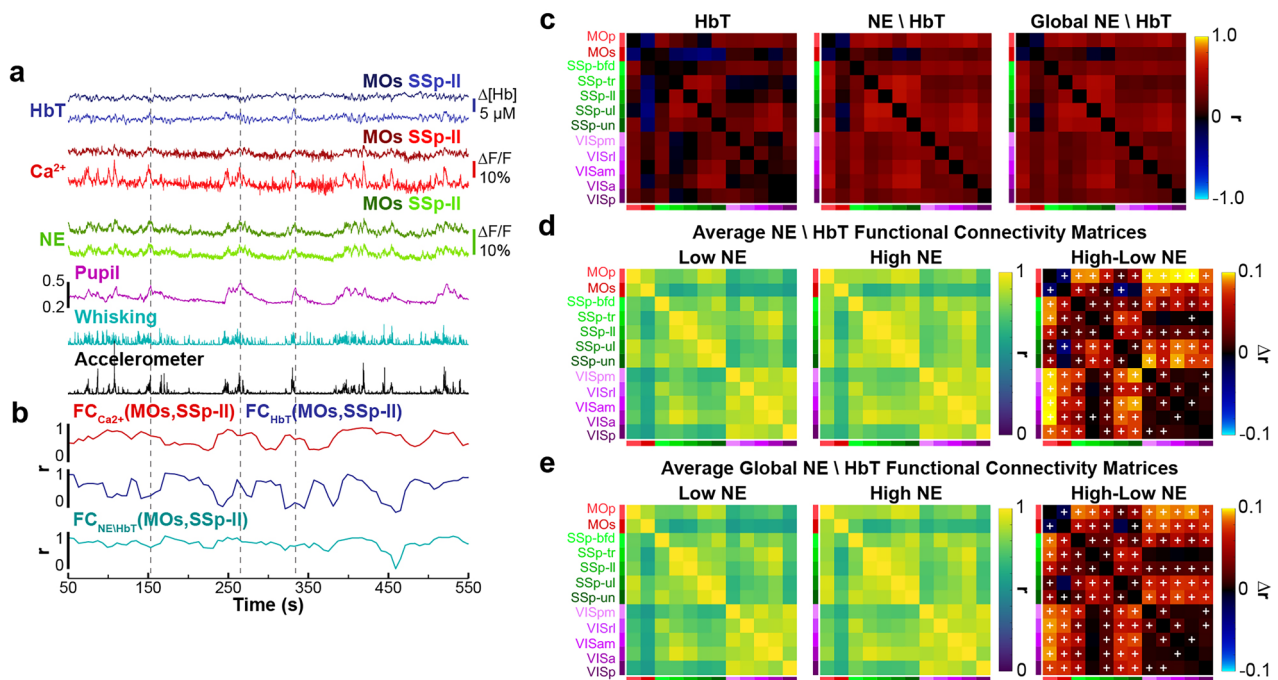 a
MOs SSp-ll
HbT
Δ[Hb]
5 μM
MOs SSp-ll
Ca2+
ΔF/F
10%
MOs SSp-ll
NE
ΔF/F
10%
Pupil
0.5
0.2
Whisking
Accelerometer
b
FCCa2+(MOs,SSp-ll) FCHbT(MOs,SSp-ll)
1
0
r
1
0
FCNE\HbT(MOs,SSp-ll)
1
r
0
50 150 250 350 450 550
Time (s)
c
HbT NE \ HbT Global NE \ HbT
MOp
MOs
SSp-bfd
SSp-tr
SSp-ll
SSp-ul
SSp-un
VISpm
VISrl
VISam
VISa
VISp
1.0
0
r
-1.0
d
Average NE \ HbT Functional Connectivity Matrices
Low NE High NE High-Low NE
MOp
MOs
SSp-bfd
SSp-tr
SSp-ll
SSp-ul
SSp-un
VISpm
VISrl
VISam
VISa
VISp
1
r
0
0.1
0
Δr
-0.1
e
Average Global NE \ HbT Functional Connectivity Matrices
Low NE High NE High-Low NE
MOp
MOs
SSp-bfd
SSp-tr
SSp-ll
SSp-ul
SSp-un
VISpm
VISrl
VISam
VISa
VISp
1
r
0
0.1
0
Δr
-0.1